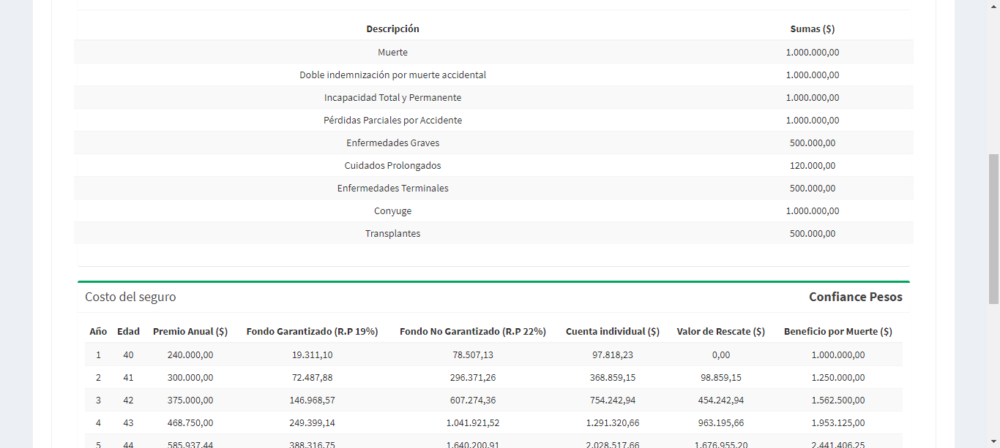 Descripción Sumas ($)
Muerte 1.000.000,00
Doble indemnización por muerte accidental 1.000.000,00
Incapacidad Total y Permanente 1.000.000,00
Pérdidas Parciales por Accidente 1.000.000,00
Enfermedades Graves 500.000,00
Cuidados Prolongados 120.000,00
Enfermedades Terminales 500.000,00
Conyuge 1.000.000,00
Transplantes 500.000,00
Costo del seguro Confiance Pesos
Año Edad Premio Anual ($) Fondo Garantizado (R.P 19%) Fondo No Garantizado (R.P 22%) Cuenta individual ($) Valor de Rescate ($) Beneficio por Muerte ($)
1 40 240.000,00 19.311,10 78.507,13 97.818,23 0,00 1.000.000,00
2 41 300.000,00 72.487,88 296.371,26 368.859,15 98.859,15 1.250.000,00
3 42 375.000,00 146.968,57 607.274,36 754.242,94 454.242,94 1.562.500,00
4 43 468.750,00 249.399,14 1.041.921,52 1.291.320,66 963.195,66 1.953.125,00
5 44 585.937,44 388.316,75 1.640.200,91 2.028.517,66 1.676.955,20 2.441.406,25